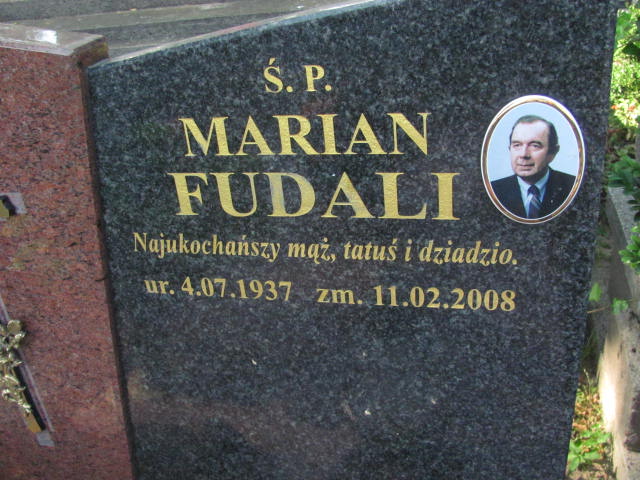 Ś. P.
MARIAN
FUDALI
Najukochańszy mąż, tatuś i dziadzio.
ur. 4.07.1937 zm. 11.02.2008